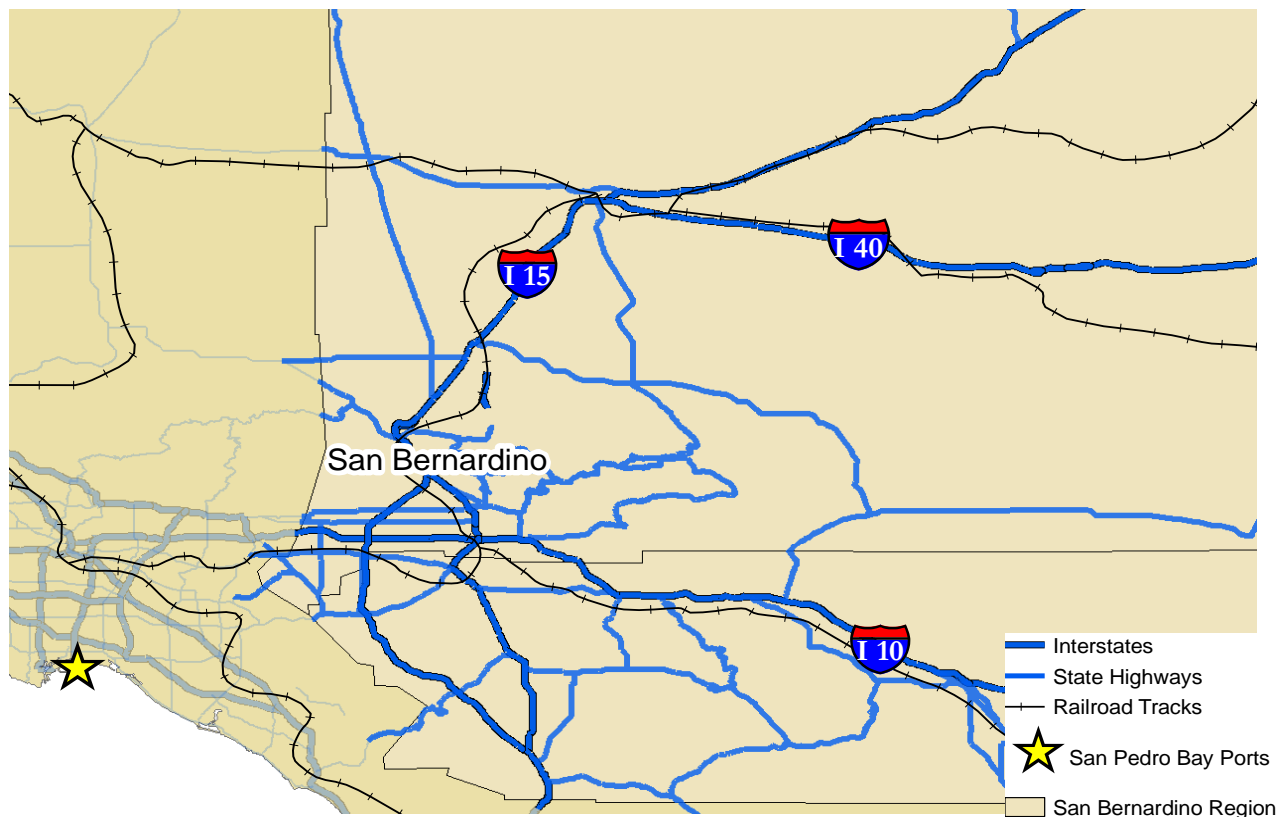 I 40
I 15
San Bernardino
I 10
Interstates
State Highways
Railroad Tracks
San Pedro Bay Ports
San Bernardino Region